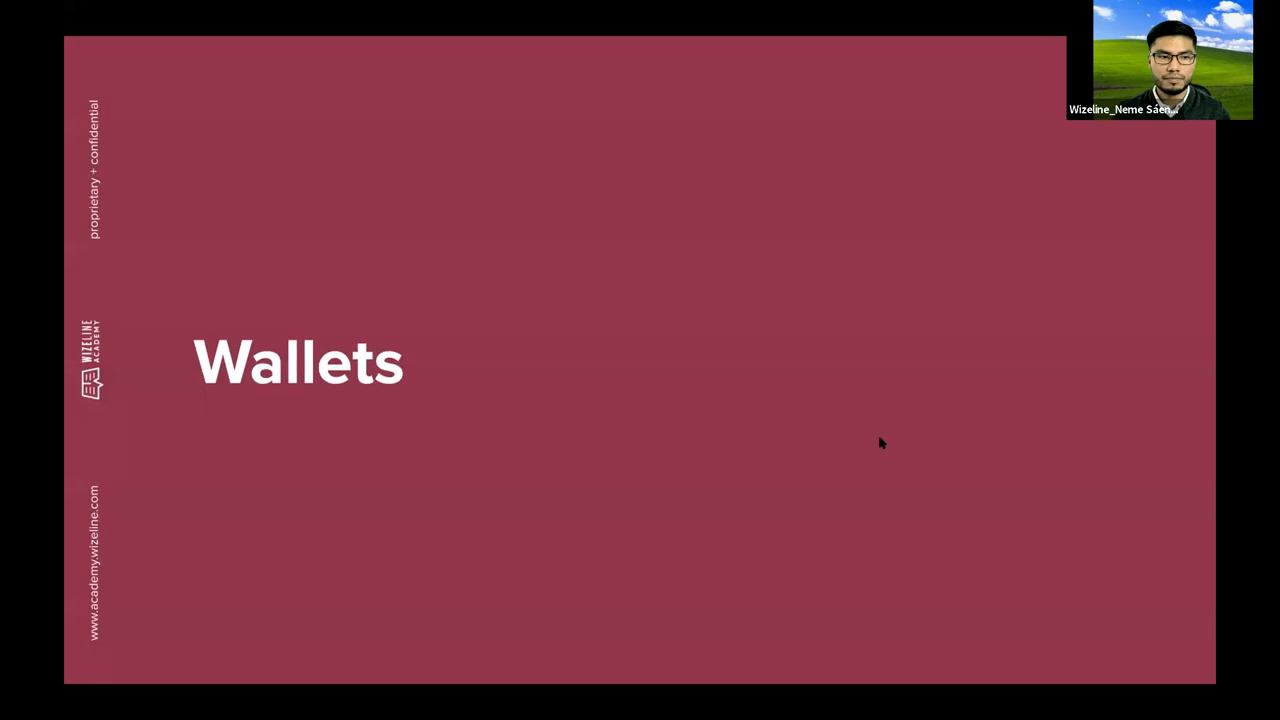 Wizeline_Neme Sáen...
proprietary + confidential
WIZELINE
ACADEMY
www.academy.wizeline.com
Wallets